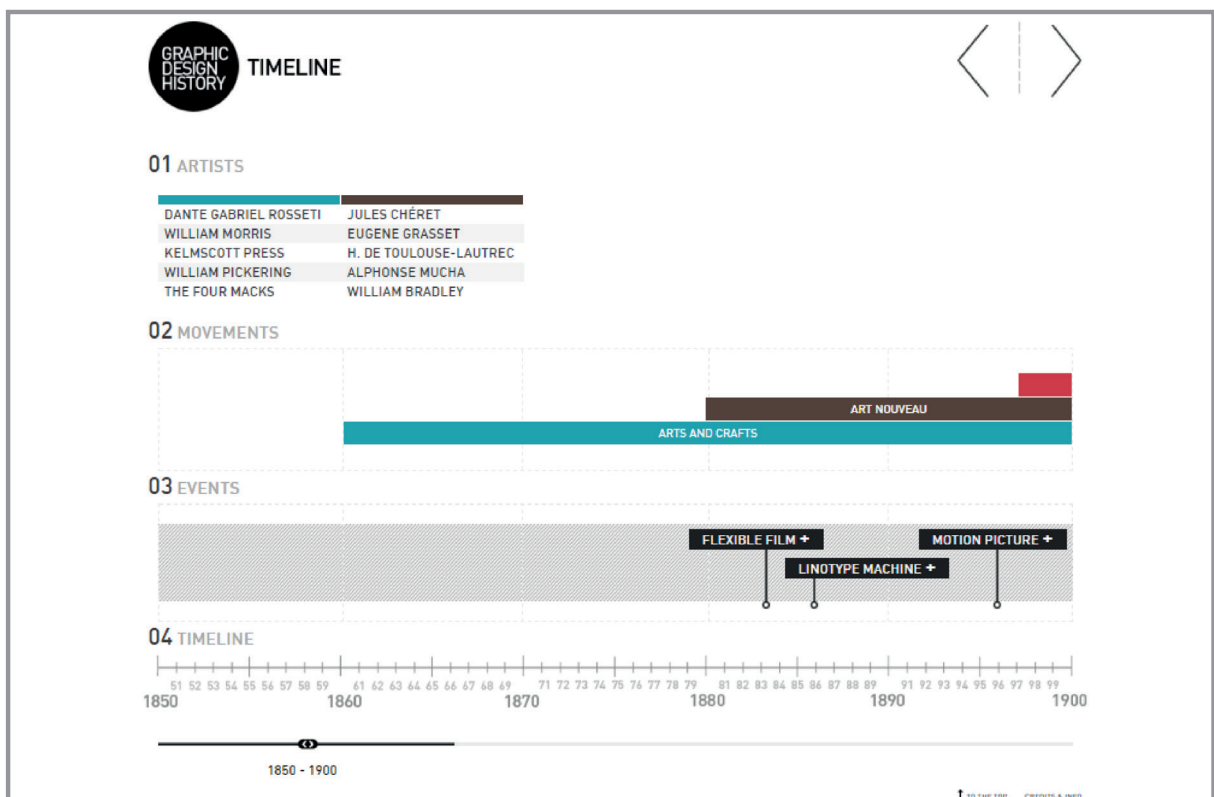 GRAPHIC
DESIGN
HISTORY
TIMELINE
01 ARTISTS
DANTE GABRIEL ROSSETI JULES CHÉRET
WILLIAM MORRIS EUGENE GRASSET
KELMSCOTT PRESS H. DE TOULOUSE-LAUTREC
WILLIAM PICKERING ALPHONSE MUCHA
THE FOUR MACKS WILLIAM BRADLEY
02 MOVEMENTS
ART NOUVEAU
ARTS AND CRAFTS
03 EVENTS
FLEXIBLE FILM + MOTION PICTURE +
LINOTYPE MACHINE +
04 TIMELINE
51 52 53 54 55 56 57 58 59 61 62 63 64 65 66 67 68 69 71 72 73 74 75 76 77 78 79 81 82 83 84 85 86 87 88 89 91 92 93 94 95 96 97 98 99
1850 1860 1870 1880 1890 1900
1850 - 1900
TO THE TOP CREDITS & INFO